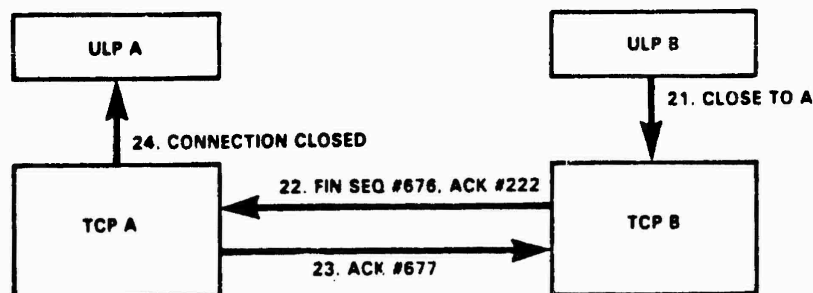 ULP A
ULP B
21. CLOSE TO A
24. CONNECTION CLOSED
22. FIN SEQ #676, ACK #222
TCP A
TCP B
23. ACK #677